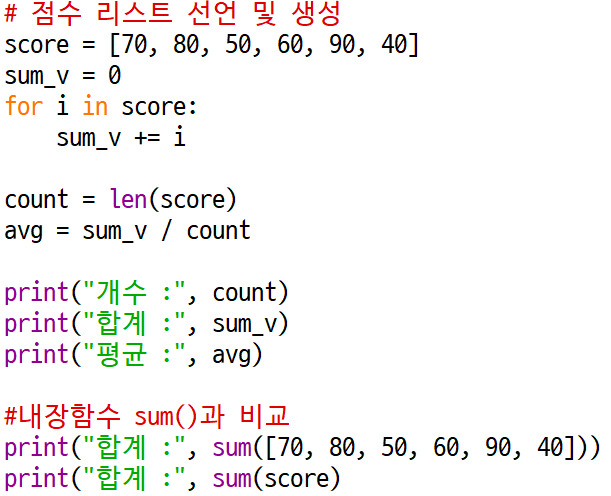 # 점수 리스트 선언 및 생성
score = [70, 80, 50, 60, 90, 40]
sum_v = 0
for i in score:
    sum_v += i

count = len(score)
avg = sum_v / count

print("개수 :", count)
print("합계 :", sum_v)
print("평균 :", avg)

#내장함수 sum()과 비교
print("합계 :", sum([70, 80, 50, 60, 90, 40]))
print("합계 :", sum(score)